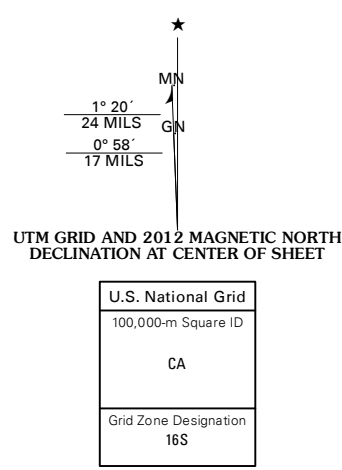 ★
MN
1° 20´
24 MILS
GN
0° 58´
17 MILS
UTM GRID AND 2012 MAGNETIC NORTH
DECLINATION AT CENTER OF SHEET
U.S. National Grid
100,000-m Square ID
CA
Grid Zone Designation
16S